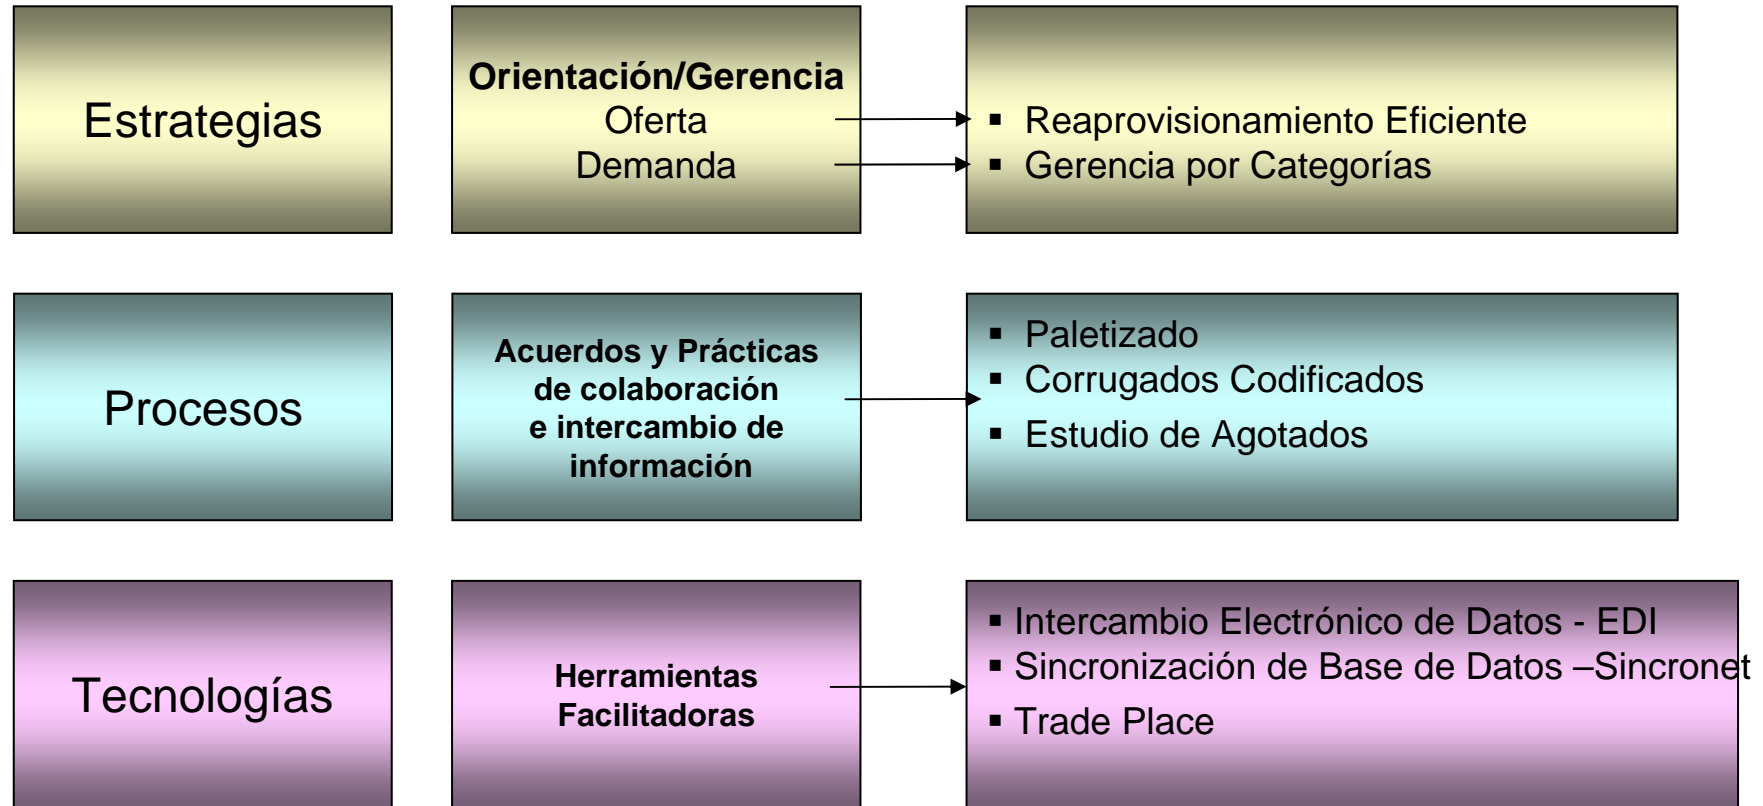 Estrategias
Orientación/Gerencia
Oferta
Demanda
▪ Reaprovisionamiento Eficiente
▪ Gerencia por Categorías
Procesos
Acuerdos y Prácticas
de colaboración
e intercambio de
información
▪ Paletizado
▪ Corrugados Codificados
▪ Estudio de Agotados
Tecnologías
Herramientas
Facilitadoras
▪ Intercambio Electrónico de Datos - EDI
▪ Sincronización de Base de Datos –Sincronet
▪ Trade Place